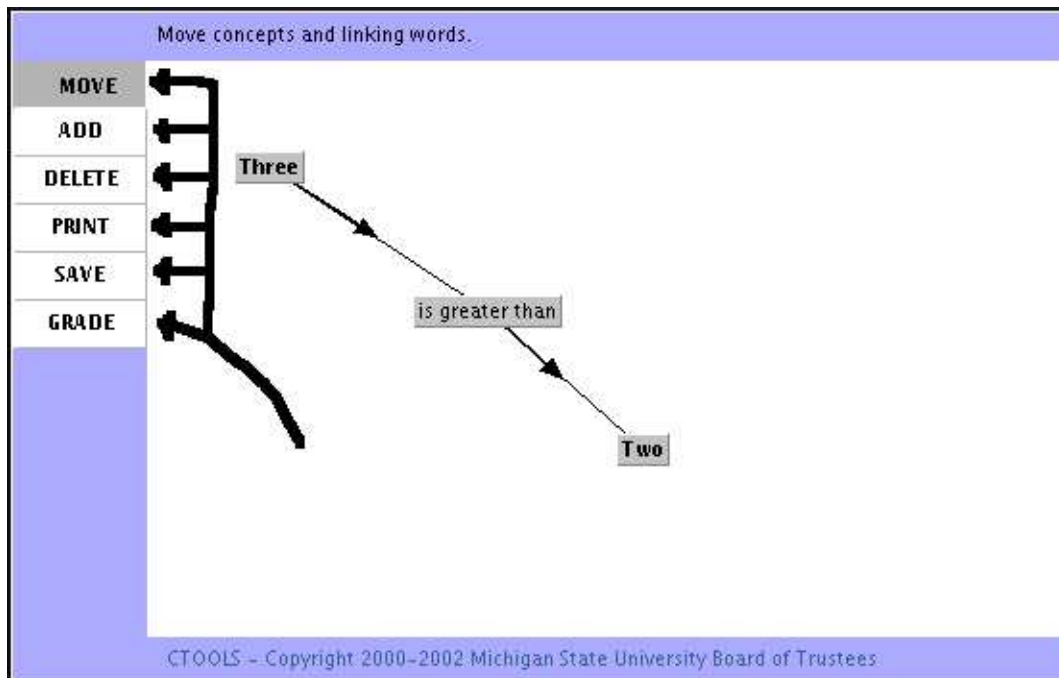 Move concepts and linking words.
MOVE
ADD
DELETE
PRINT
SAVE
GRADE
Three
is greater than
Two
CTOOLS - Copyright 2000-2002 Michigan State University Board of Trustees